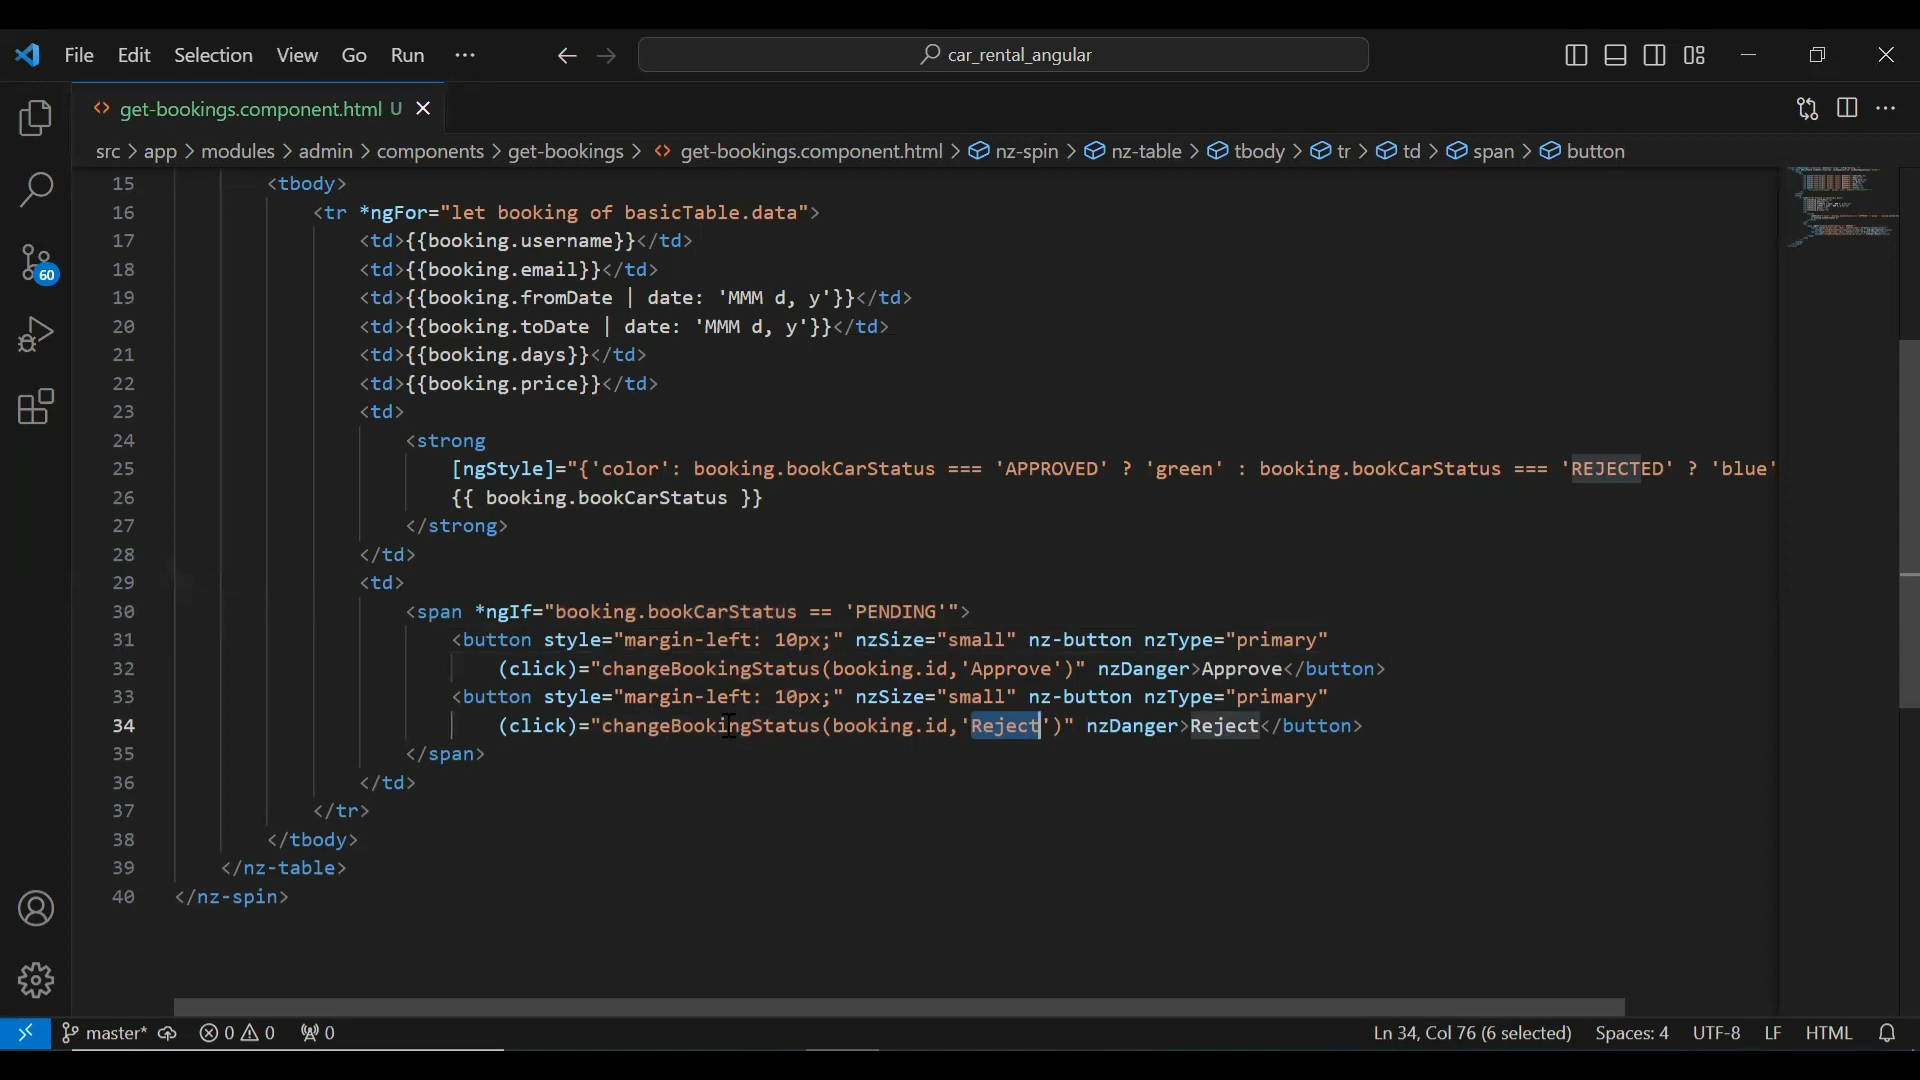 File Edit Selection View Go Run ···
car_rental_angular
get-bookings.component.html U
src > app > modules > admin > components > get-bookings > get-bookings.component.html > nz-spin > nz-table > tbody > tr > td > span > button
15 <tbody>
16 <tr *ngFor="let booking of basicTable.data">
17 <td>{{booking.username}}</td>
18 <td>{{booking.email}}</td>
19 <td>{{booking.fromDate | date: 'MMM d, y'}}</td>
20 <td>{{booking.toDate | date: 'MMM d, y'}}</td>
21 <td>{{booking.days}}</td>
22 <td>{{booking.price}}</td>
23 <td>
24 <strong
25 [ngStyle]="{'color': booking.bookCarStatus === 'APPROVED' ? 'green' : booking.bookCarStatus === 'REJECTED' ? 'blue'
26 {{ booking.bookCarStatus }}
27 </strong>
28 </td>
29 <td>
30 <span *ngIf="booking.bookCarStatus == 'PENDING'">
31 <button style="margin-left: 10px;" nzSize="small" nz-button nzType="primary"
32 (click)="changeBookingStatus(booking.id,'Approve')" nzDanger>Approve</button>
33 <button style="margin-left: 10px;" nzSize="small" nz-button nzType="primary"
34 (click)="changeBookingStatus(booking.id,'Reject')" nzDanger>Reject</button>
35 </span>
36 </td>
37 </tr>
38 </tbody>
39 </nz-table>
40 </nz-spin>
60
master* 0 0 0 Ln 34, Col 76 (6 selected) Spaces: 4 UTF-8 LF HTML